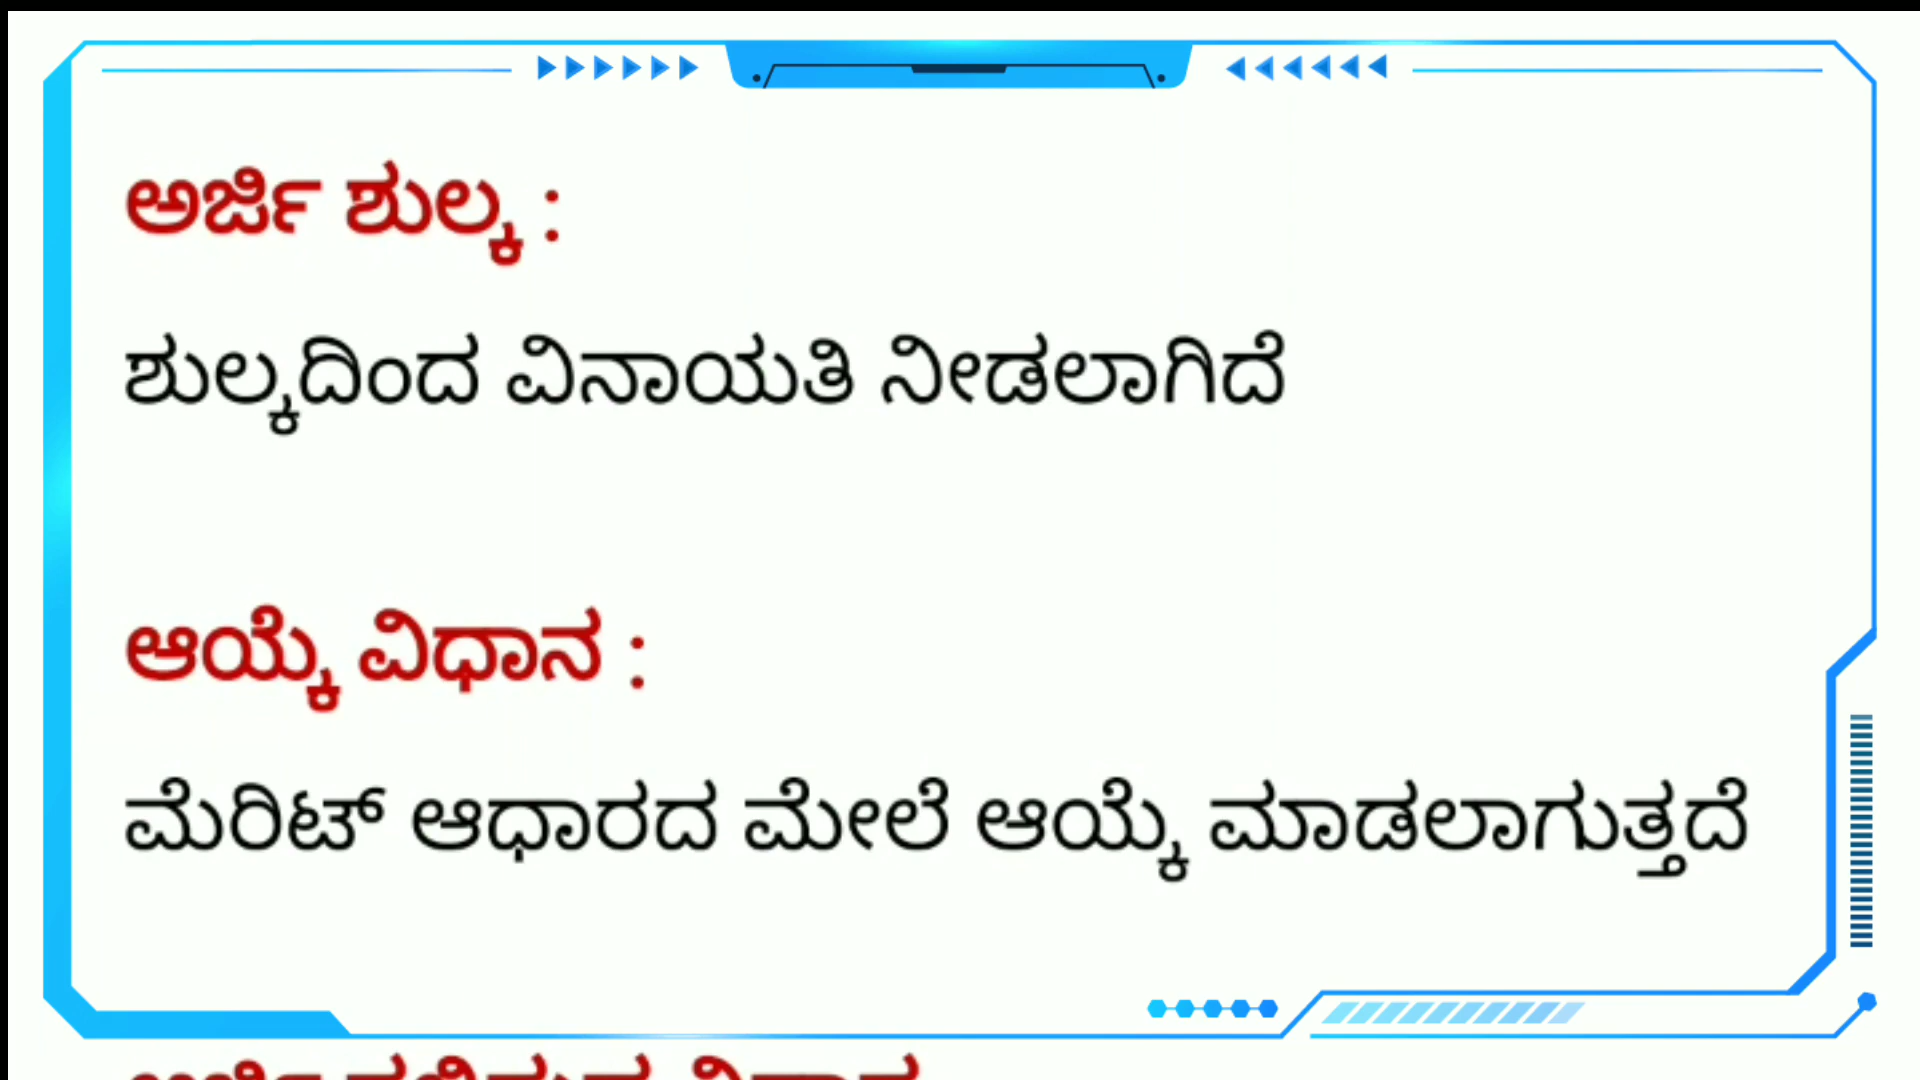 ಅರ್ಜಿ ಶುಲ್ಕ :
ಶುಲ್ಕದಿಂದ ವಿನಾಯತಿ ನೀಡಲಾಗಿದೆ
ಆಯ್ಕೆ ವಿಧಾನ :
ಮೆರಿಟ್ ಆಧಾರದ ಮೇಲೆ ಆಯ್ಕೆ ಮಾಡಲಾಗುತ್ತದೆ